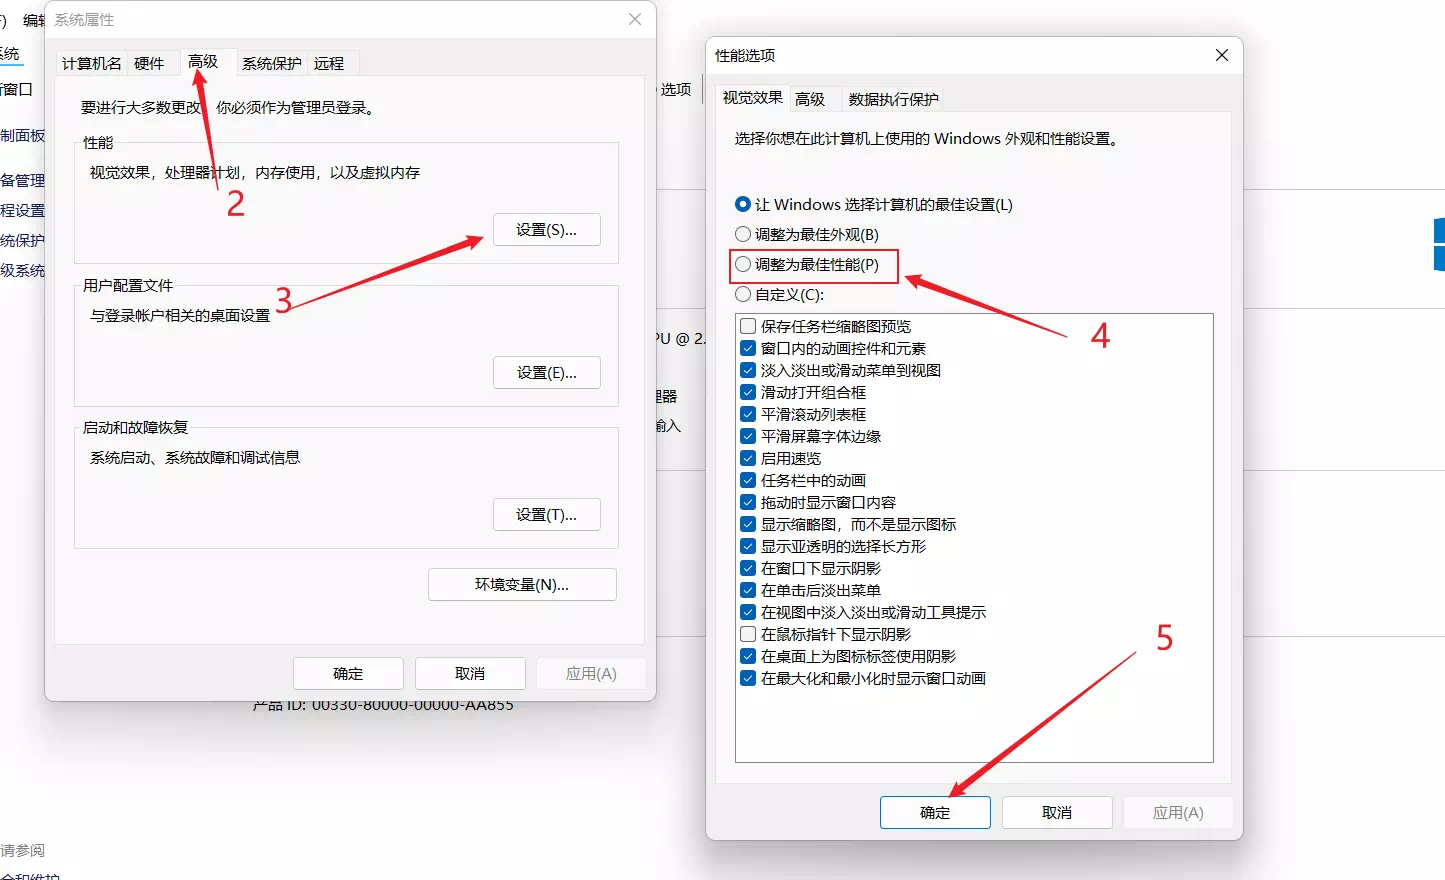 系统属性
计算机名
硬件
高级
系统保护
远程
要进行大多数更改，你必须作为管理员登录。
性能
视觉效果，处理器计划，内存使用，以及虚拟内存
2
设置(S)...
3
用户配置文件
与登录帐户相关的桌面设置
设置(E)...
启动和故障恢复
系统启动、系统故障和调试信息
设置(T)...
环境变量(N)...
确定
取消
应用(A)
产品 ID: 00330-80000-00000-AA855
选项
PU @ 2.
理器
输入
编辑
系统
新窗口
制面板
备管理
程设置
统保护
级系统
请参阅
性能选项
视觉效果
高级
数据执行保护
选择你想在此计算机上使用的 Windows 外观和性能设置。
让 Windows 选择计算机的最佳设置(L)
调整为最佳外观(B)
调整为最佳性能(P)
自定义(C):
4
保存任务栏缩略图预览
窗口内的动画控件和元素
淡入淡出或滑动菜单到视图
滑动打开组合框
平滑滚动列表框
平滑屏幕字体边缘
启用速览
任务栏中的动画
拖动时显示窗口内容
显示缩略图，而不是显示图标
显示亚透明的选择长方形
在窗口下显示阴影
在单击后淡出菜单
在视图中淡入淡出或滑动工具提示
在鼠标指针下显示阴影
在桌面上为图标标签使用阴影
在最大化和最小化时显示窗口动画
5
确定
取消
应用(A)